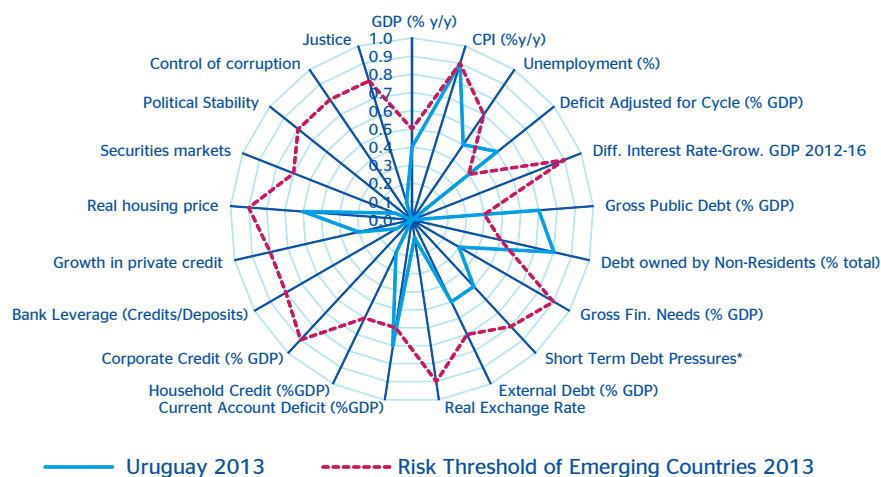 GDP (% y/y)
CPI (%y/y)
Unemployment (%)
Deficit Adjusted for Cycle (% GDP)
Diff. Interest Rate-Grow. GDP 2012-16
Gross Public Debt (% GDP)
Debt owned by Non-Residents (% total)
Gross Fin. Needs (% GDP)
Short Term Debt Pressures*
External Debt (% GDP)
Real Exchange Rate
Current Account Deficit (%GDP)
Household Credit (%GDP)
Corporate Credit (% GDP)
Bank Leverage (Credits/Deposits)
Growth in private credit
Real housing price
Securities markets
Political Stability
Control of corruption
Justice
1.0
0.9
0.8
0.7
0.6
0.5
0.4
0.3
0.2
0.1
0.0
Uruguay 2013
Risk Threshold of Emerging Countries 2013